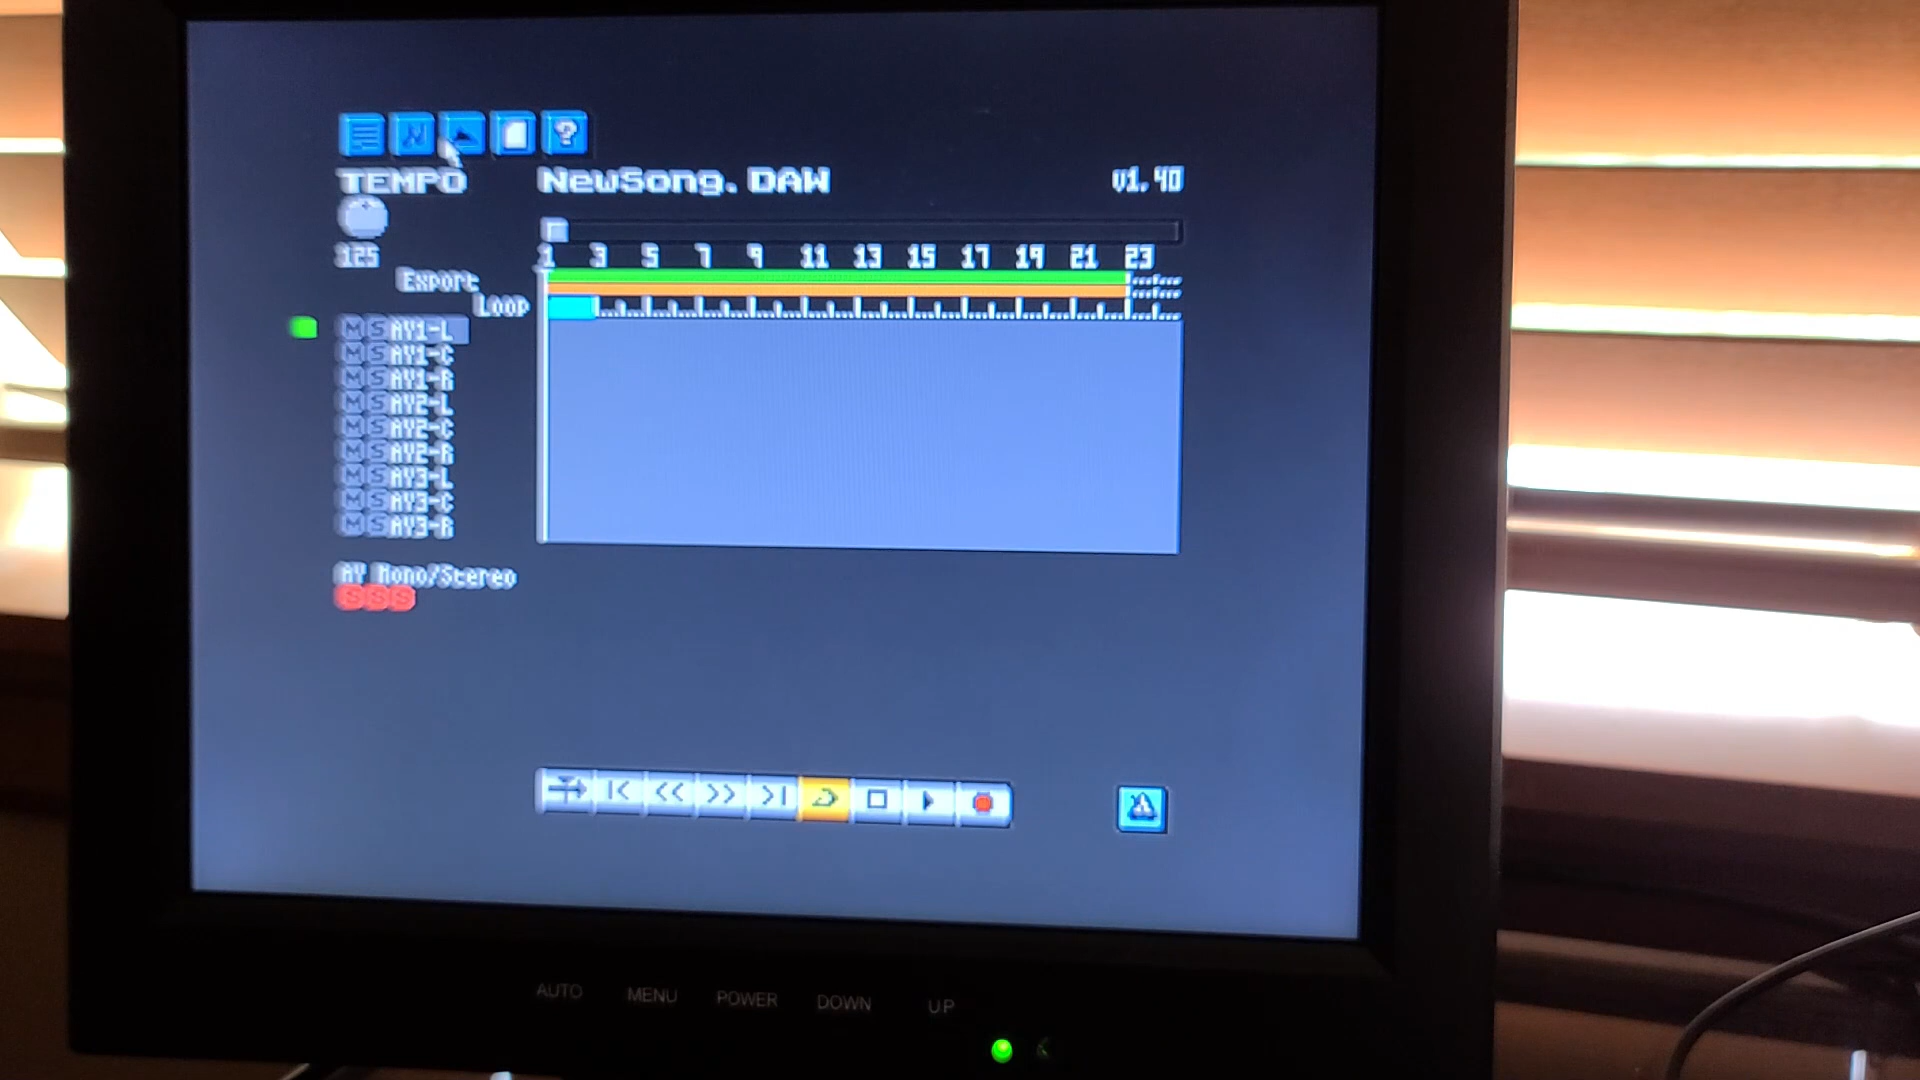 TEMPO
NewSong.DAW
v1.40
125
1 3 5 7 9 11 13 15 17 19 21 23
Export
Loop
M S AY1-L
M S AY1-C
M S AY1-R
M S AY2-L
M S AY2-C
M S AY2-R
M S AY3-L
M S AY3-C
M S AY3-R
AY Mono/Stereo
S S S
AUTO MENU POWER DOWN UP